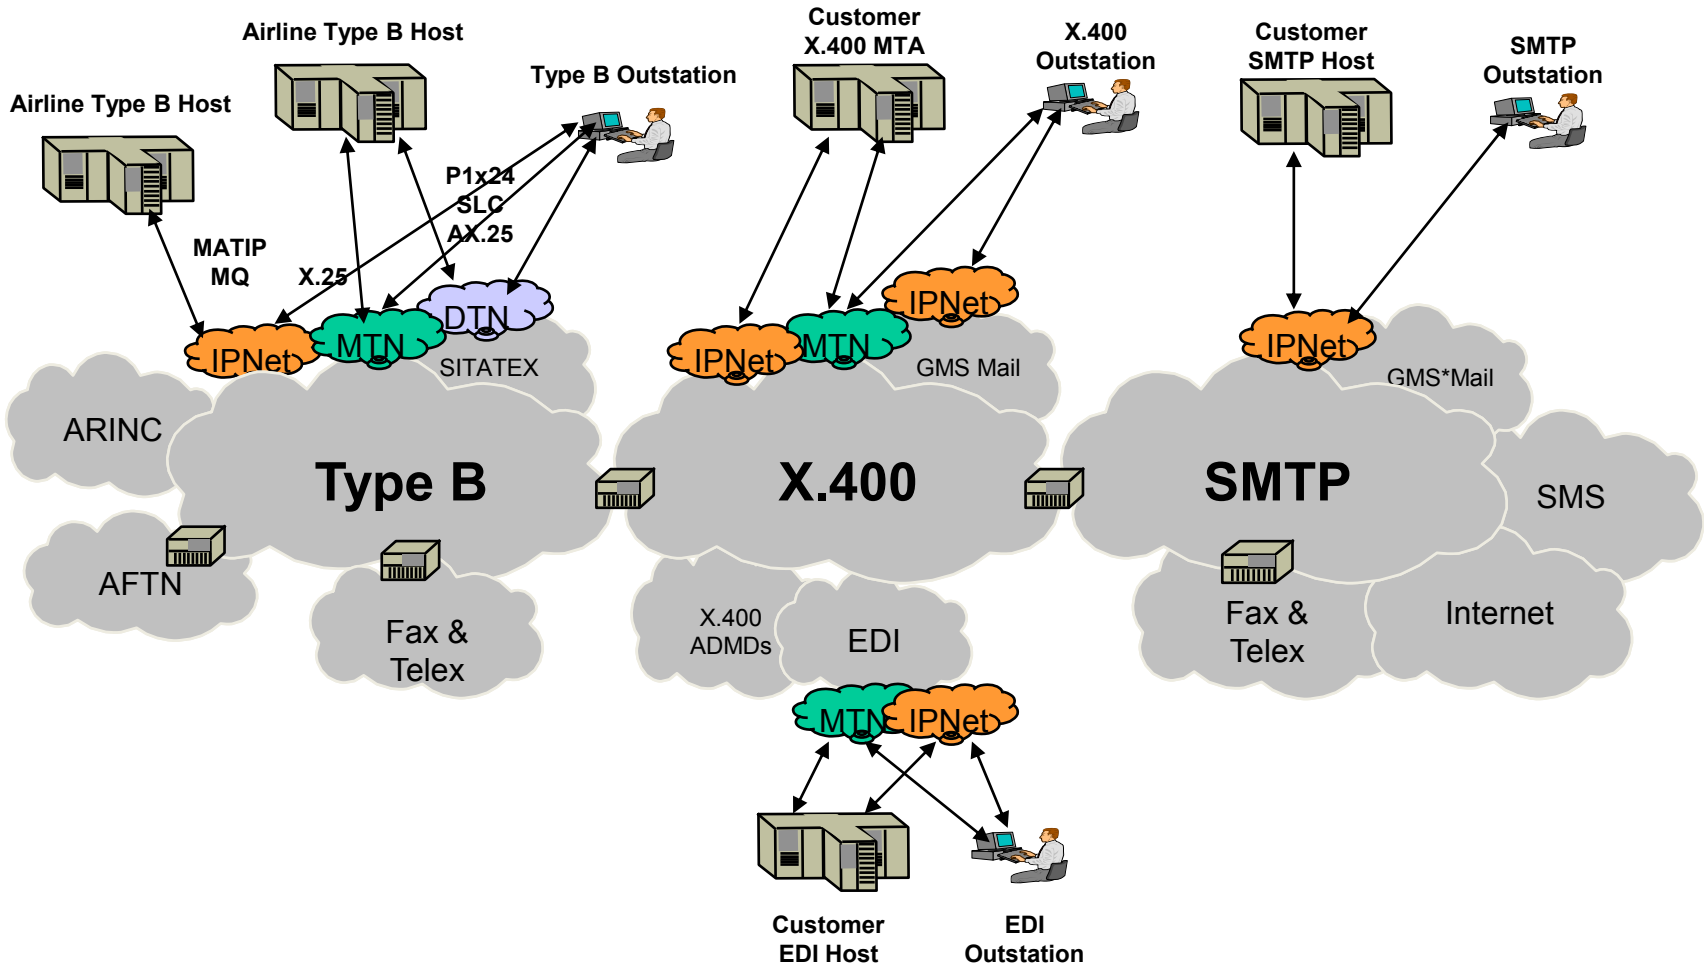 Airline Type B Host
Airline Type B Host
Type B Outstation
Customer
X.400 MTA
X.400
Outstation
Customer
SMTP Host
SMTP
Outstation
MATIP
MQ
X.25
P1x24
SLC
AX.25
IPNet
MTN
DTN
SITATEX
IPNet
MTN
IPNet
GMS Mail
IPNet
GMS*Mail
ARINC
Type B
X.400
SMTP
SMS
AFTN
Fax &
Telex
X.400
ADMDs
EDI
Fax &
Telex
Internet
MTN
IPNet
Customer
EDI Host
EDI
Outstation